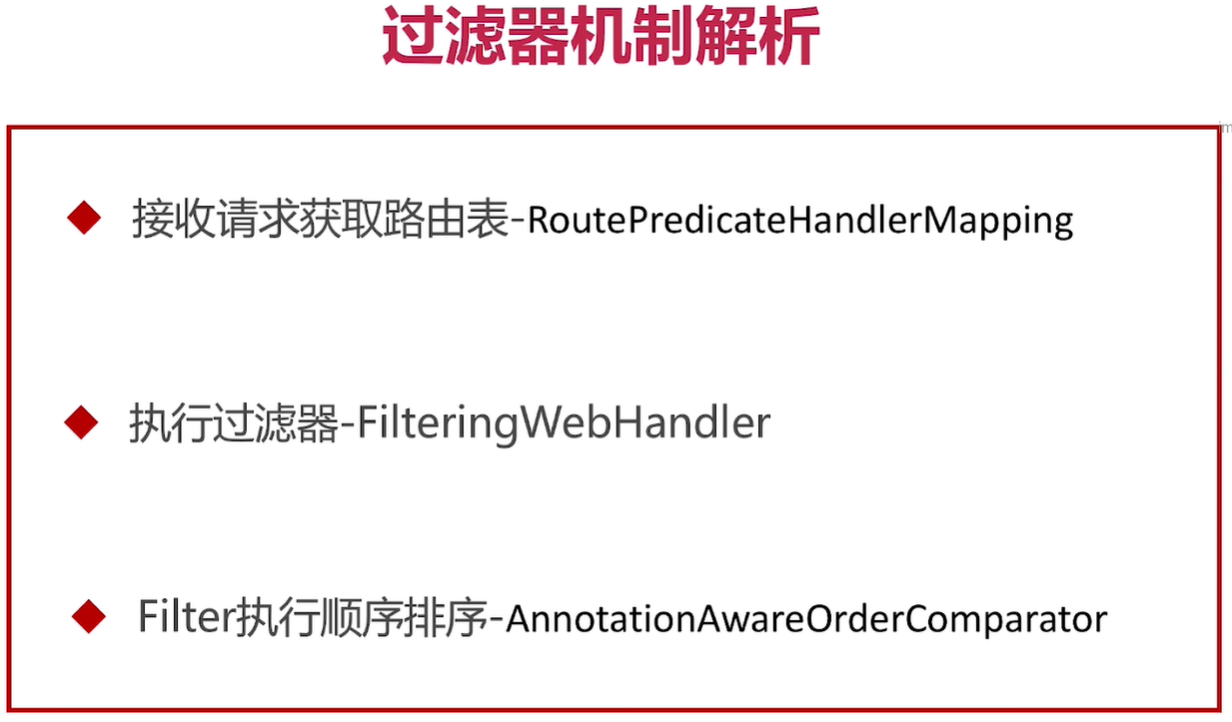 过滤器机制解析
接收请求获取路由表-RoutePredicateHandlerMapping
执行过滤器-FilteringWebHandler
Filter执行顺序排序-AnnotationAwareOrderComparator